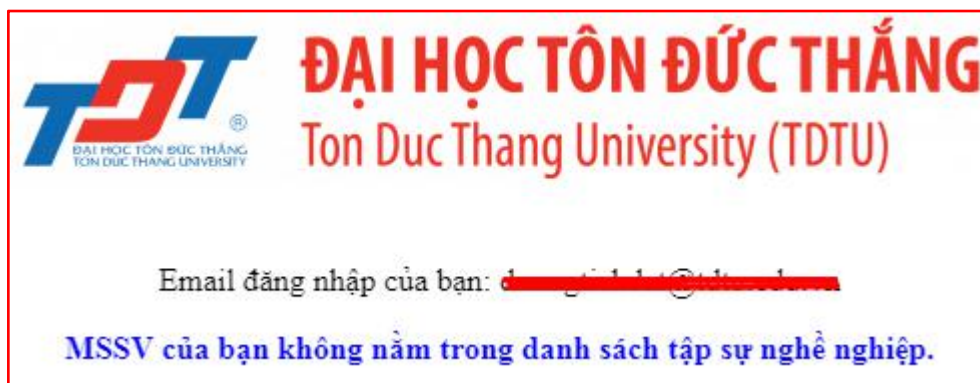 TDT
®
ĐẠI HỌC TÔN ĐỨC THẮNG
TON DUC THANG UNIVERSITY
ĐẠI HỌC TÔN ĐỨC THẮNG
Ton Duc Thang University (TDTU)
Email đăng nhập của bạn:
MSSV của bạn không nằm trong danh sách tập sự nghề nghiệp.